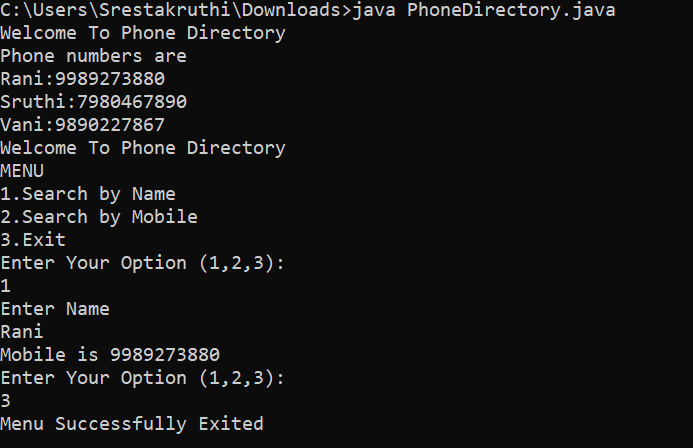 C:\Users\Srestakruthi\Downloads>java PhoneDirectory.java
Welcome To Phone Directory
Phone numbers are
Rani:9989273880
Sruthi:7980467890
Vani:9890227867
Welcome To Phone Directory
MENU
1.Search by Name
2.Search by Mobile
3.Exit
Enter Your Option (1,2,3):
1
Enter Name
Rani
Mobile is 9989273880
Enter Your Option (1,2,3):
3
Menu Successfully Exited